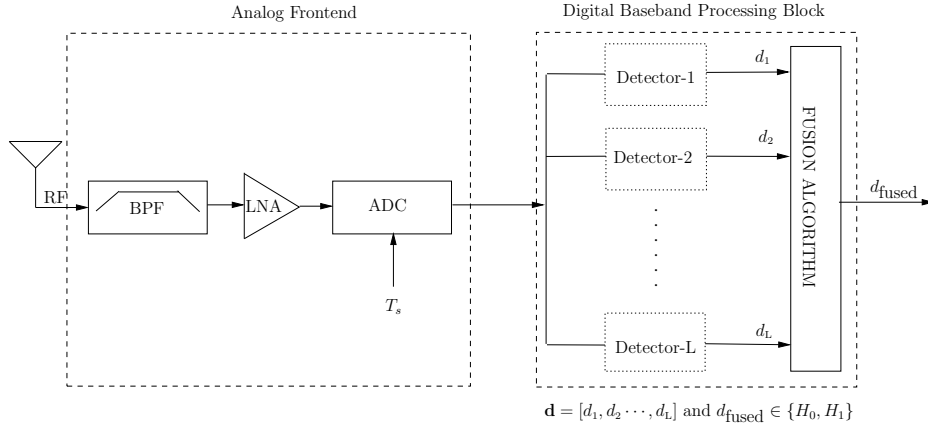 Analog Frontend
Digital Baseband Processing Block
RF
BPF
LNA
ADC
T_s
Detector-1
d_1
Detector-2
d_2
Detector-L
d_L
FUSION ALGORITHM
d_fused
𝐝 = [d_1, d_2 ⋯, d_L] and d_fused ∈ {H_0, H_1}